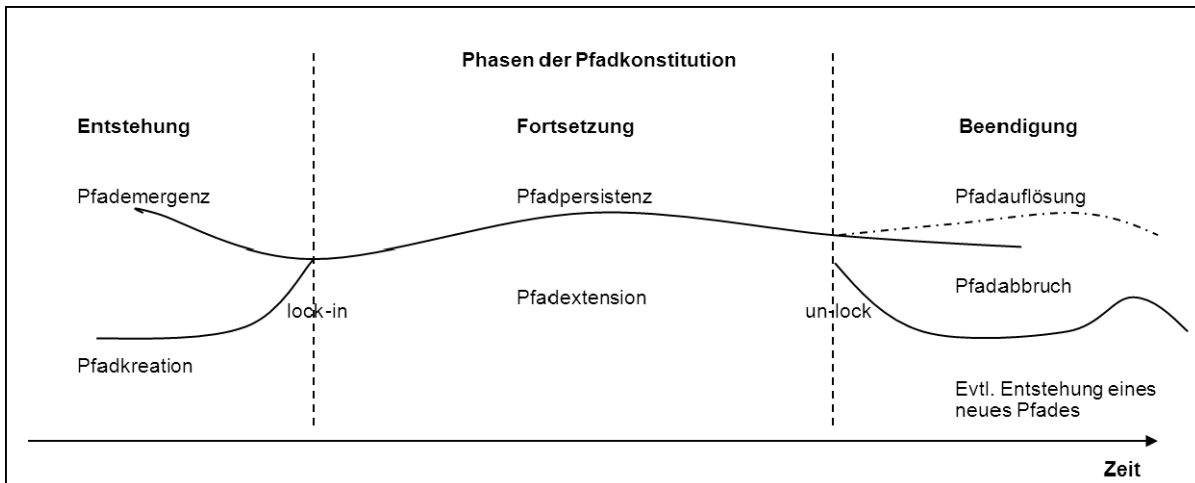 Phasen der Pfadkonstitution
Entstehung
Fortsetzung
Beendigung
Pfademergenz
Pfadpersistenz
Pfadauflösung
lock-in
Pfadextension
un-lock
Pfadabbruch
Pfadkreation
Evtl. Entstehung eines
neues Pfades
Zeit